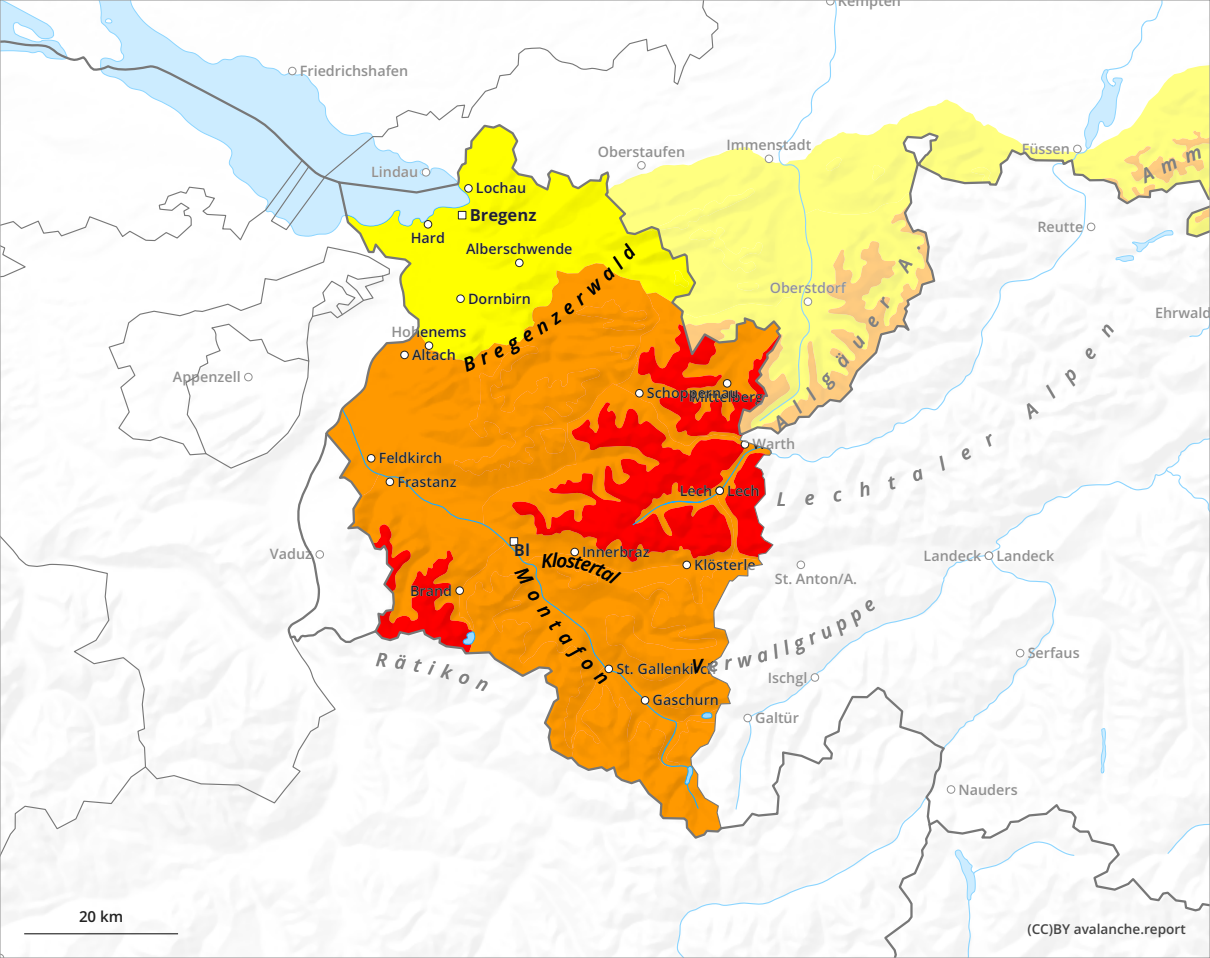 Kempten
Friedrichshafen
Immenstadt
Füssen
Oberstaufen
Lindau
Amm
Lochau
Bregenz
Reutte
Hard
Alberschwende
Oberstdorf
Dornbirn
Ehrwald
Bregenzerwald
Allgäuer A.
Hohenems
Altach
Appenzell
Mittelberg
Schoppernau
Lechtaler Alpen
Warth
Feldkirch
Frastanz
Lech
Lech
Vaduz
Bl
Innerbraz
Klostertal
Klösterle
Landeck
Landeck
St. Anton/A.
Brand
Montafon
Verwallgruppe
Rätikon
Serfaus
St. Gallenkirch
Ischgl
Gaschurn
Galtür
Nauders
20 km
(CC)BY avalanche.report